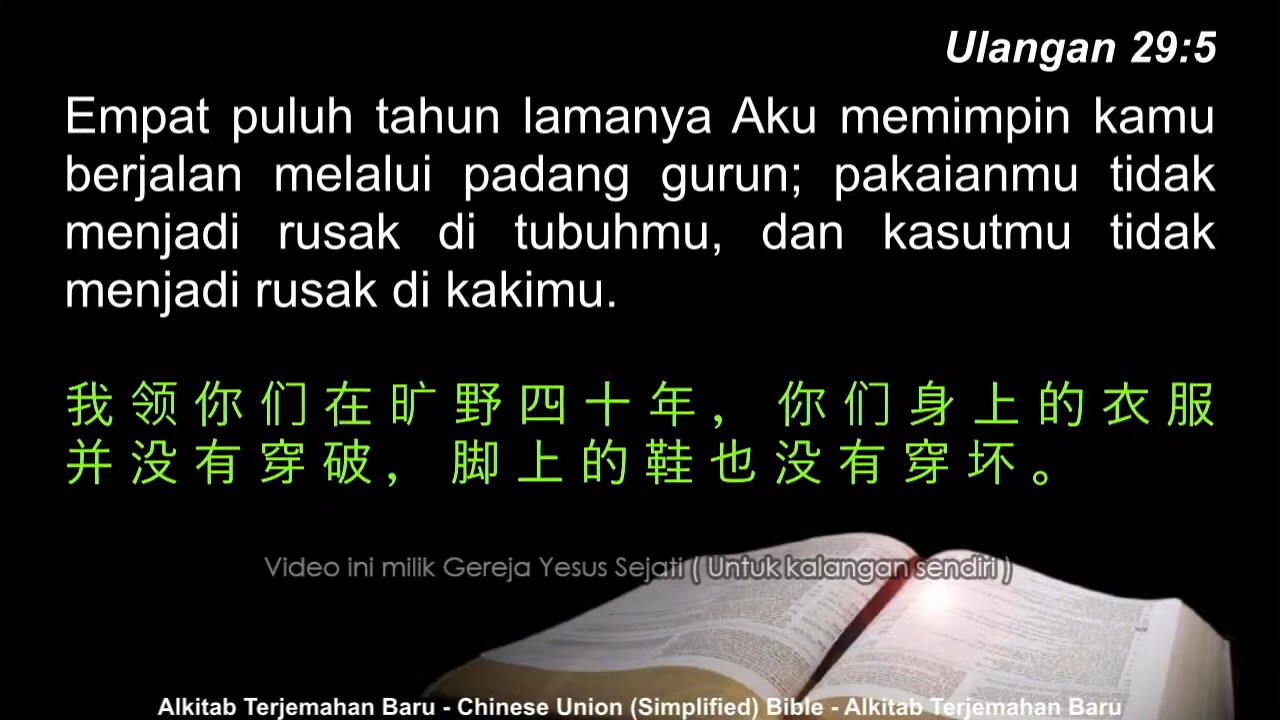 Ulangan 29:5
Empat puluh tahun lamanya Aku memimpin kamu
berjalan melalui padang gurun; pakaianmu tidak
menjadi rusak di tubuhmu, dan kasutmu tidak
menjadi rusak di kakimu.
我领你们在旷野四十年，你们身上的衣服
并没有穿破，脚上的鞋也没有穿坏。
Video ini milik Gereja Yesus Sejati ( Untuk kalangan sendiri )
Alkitab Terjemahan Baru - Chinese Union (Simplified) Bible - Alkitab Terjemahan Baru